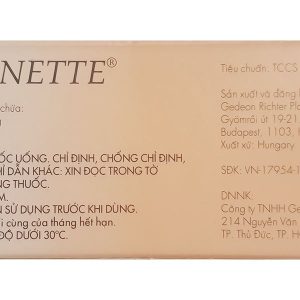 NETTE®
chứa:
ỐC UỐNG. CHỈ ĐỊNH, CHỐNG CHỈ ĐỊNH,
HỈ DẪN KHÁC: XIN ĐỌC TRONG TỜ
G THUỐC.
M.
N SỬ DỤNG TRƯỚC KHI DÙNG.
i cùng của tháng hết hạn.
ĐỘ DƯỚI 30°C.
Tiêu chuẩn: TCCS
Sản xuất và đăng
Gedeon Richter Pl
Gyömrői út 19-21
Budapest, 1103,
Xuất xứ: Hungary
SĐK: VN-17954-1
DNNK:
Công ty TNHH Ge
214 Nguyễn Văn
TP. Thủ Đức, TP. H